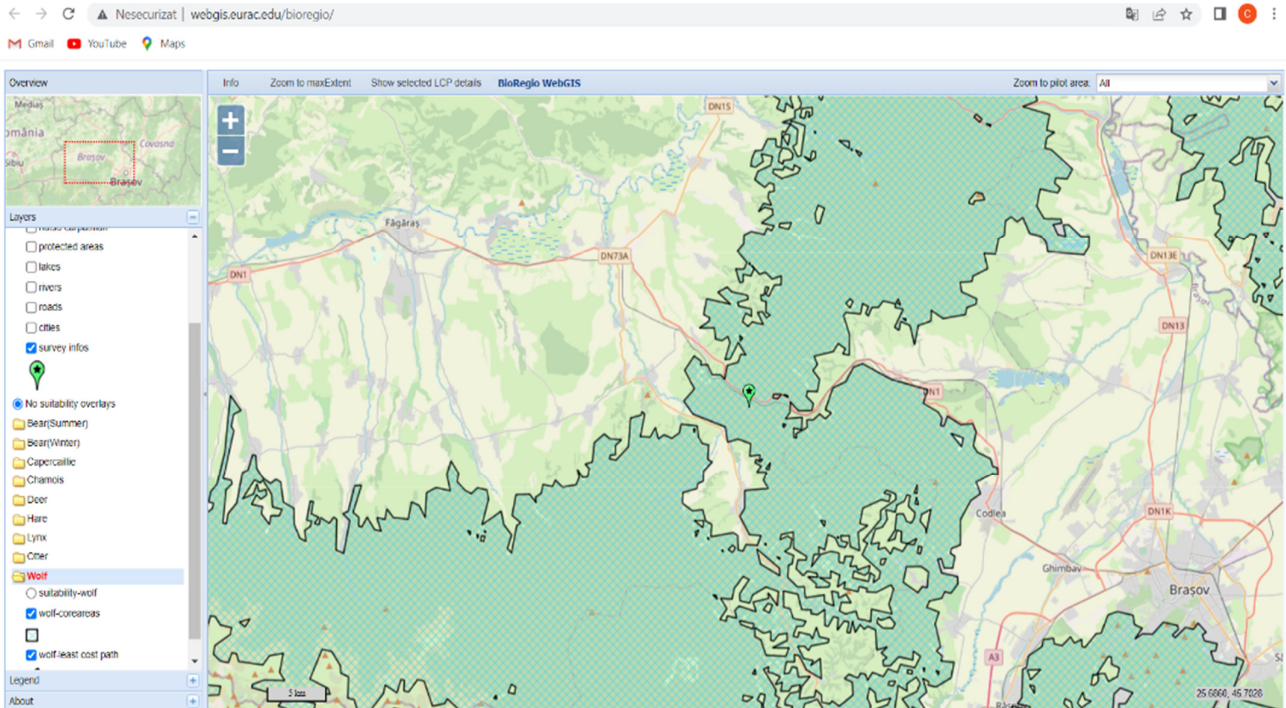 Nesecurizat | webgis.eurac.edu/bioregio/
C
Gmail YouTube Maps
Overview
Info Zoom to maxExtent Show selected LCP details BioRegio WebGIS Zoom to pilot area: All
Mediaș
omânia
Covasna
Sibiu
Brașov
Brașov
DN1S
Layers
protected areas
lakes
rivers
roads
cities
survey infos
No suitability overlays
Bear(Summer)
Bear(Winter)
Capercaillie
Chamois
Deer
Hare
Lynx
Otter
Wolf
suitability-wolf
wolf-coreareas
wolf-least cost path
Legend
About
Făgăraș
DN1
DN73A
DN13E
Brașov
DN13
DN1
Codlea
DN1K
Ghimbav
Brașov
A3
5 km
25.6860, 45.7028